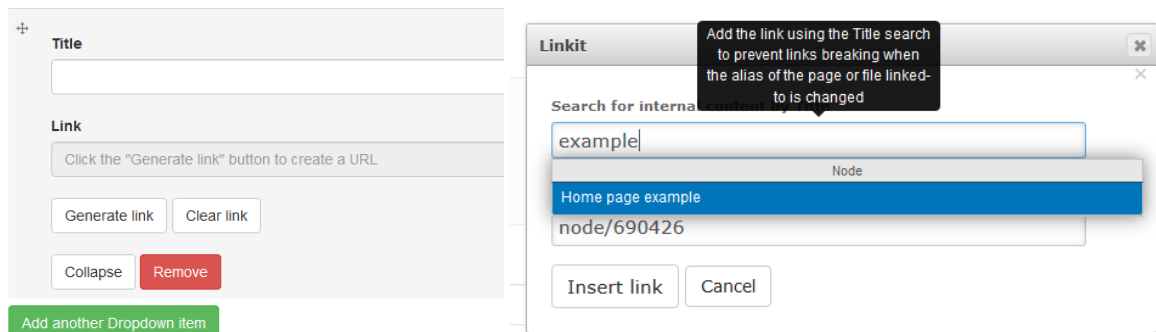 Title
Link
Click the "Generate link" button to create a URL
Generate link
Clear link
Collapse
Remove
Add another Dropdown item
Linkit
Add the link using the Title search
to prevent links breaking when
the alias of the page or file linked-
to is changed
Search for internal content by Title
example
Node
Home page example
node/690426
Insert link
Cancel